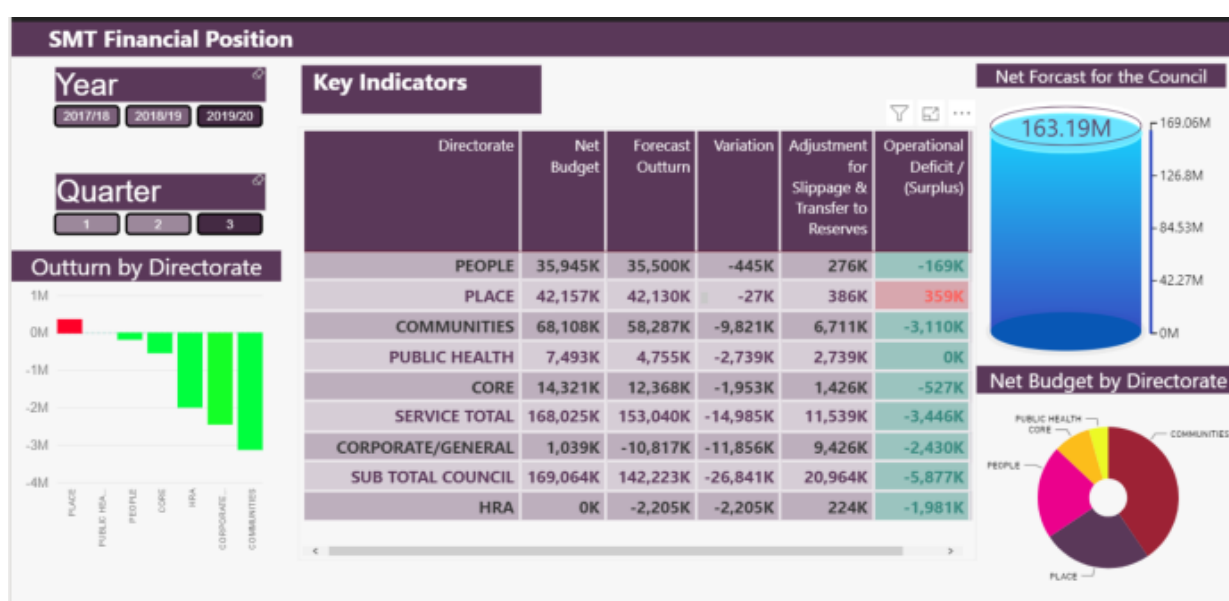 SMT Financial Position
Year
2017/18 2018/19 2019/20
Quarter
1 2 3
Outturn by Directorate
1M
0M
-1M
-2M
-3M
-4M
PLACE
PUBLIC HEA...
PEOPLE
CORE
HRA
CORPORATE...
COMMUNITIES
Key Indicators
Directorate Net Budget Forecast Outturn Variation Adjustment for Slippage & Transfer to Reserves Operational Deficit / (Surplus)
PEOPLE 35,945K 35,500K -445K 276K -169K
PLACE 42,157K 42,130K -27K 386K 359K
COMMUNITIES 68,108K 58,287K -9,821K 6,711K -3,110K
PUBLIC HEALTH 7,493K 4,755K -2,739K 2,739K 0K
CORE 14,321K 12,368K -1,953K 1,426K -527K
SERVICE TOTAL 168,025K 153,040K -14,985K 11,539K -3,446K
CORPORATE/GENERAL 1,039K -10,817K -11,856K 9,426K -2,430K
SUB TOTAL COUNCIL 169,064K 142,223K -26,841K 20,964K -5,877K
HRA 0K -2,205K -2,205K 224K -1,981K
Net Forcast for the Council
163.19M
169.06M
126.8M
84.53M
42.27M
0M
Net Budget by Directorate
PUBLIC HEALTH
CORE
COMMUNITIES
PEOPLE
PLACE